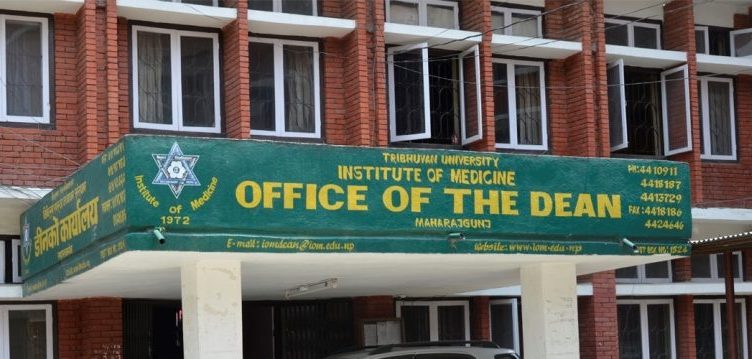 डीनको कार्यालय
Institute of Medicine
1972
TRIBHUVAN UNIVERSITY
INSTITUTE OF MEDICINE
OFFICE OF THE DEAN
MAHARAJGUNJ
PH: 4410911
4418187
4413729
FAX: 4418186
4424646
E-mail: iomdean@iom.edu.np
Website: www.iom.edu.np
1524